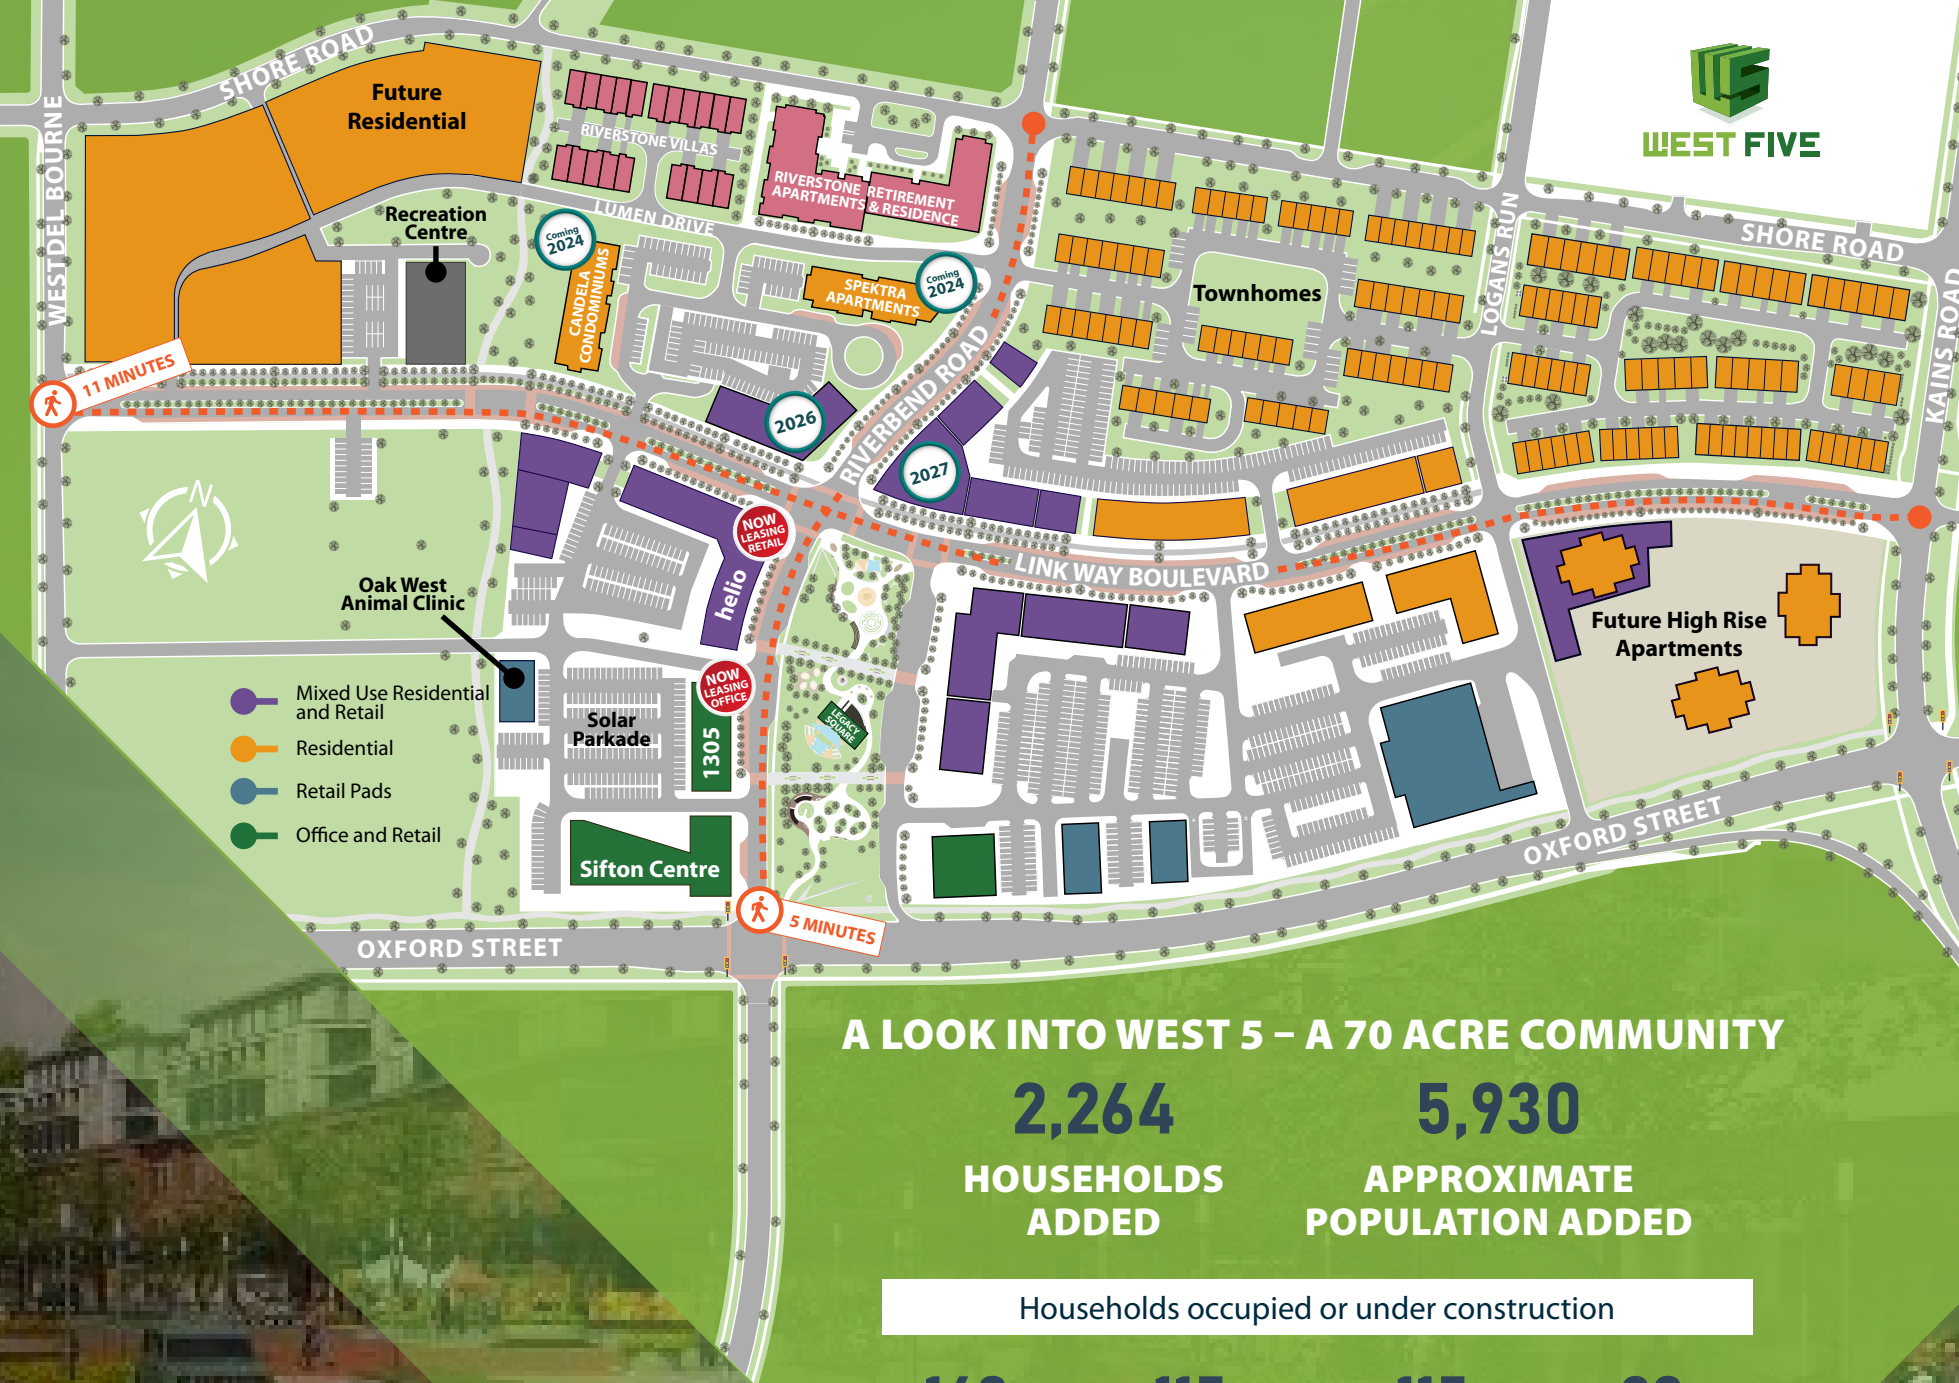 SHORE ROAD
Future
Residential
WESTDEL BOURNE
RIVERSTONE VILLAS
RIVERSTONE RETIREMENT
APARTMENTS & RESIDENCE
WEST FIVE
LUMEN DRIVE
Recreation
Centre
Coming
2024
CANDELA
CONDOMINIUMS
SPEKTRA
APARTMENTS
Coming
2024
Townhomes
LOGANS RUN
SHORE ROAD
KAINS ROAD
11 MINUTES
RIVERBEND ROAD
2026
2027
N
NOW
LEASING
RETAIL
helio
LINK WAY BOULEVARD
Oak West
Animal Clinic
Future High Rise
Apartments
NOW
LEASING
OFFICE
Mixed Use Residential
and Retail
Residential
Retail Pads
Office and Retail
Solar
Parkade
1305
LEGACY
SQUARE
Sifton Centre
5 MINUTES
OXFORD STREET
OXFORD STREET
A LOOK INTO WEST 5 – A 70 ACRE COMMUNITY
2,264
HOUSEHOLDS
ADDED
5,930
APPROXIMATE
POPULATION ADDED
Households occupied or under construction